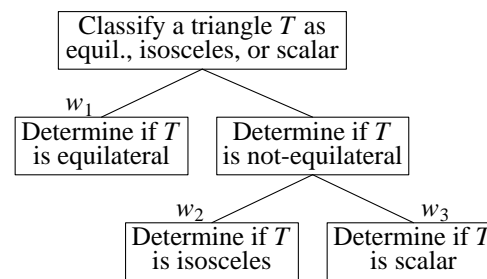 Classify a triangle T as
equil., isosceles, or scalar
w₁
Determine if T
is equilateral
Determine if T
is not-equilateral
w₂
Determine if T
is isosceles
w₃
Determine if T
is scalar